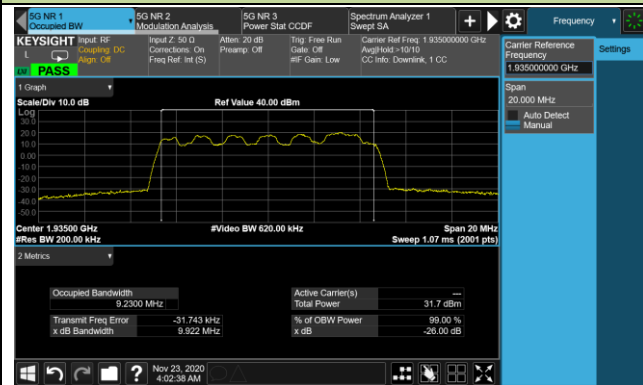 5G NR 1
Occupied BW
5G NR 2
Modulation Analysis
5G NR 3
Power Stat CCDF
Spectrum Analyzer 1
Swept SA
Frequency
KEYSIGHT
L
PASS
Input: RF
Coupling: DC
Align: Off
Input Z: 50 Ω
Corrections: On
Freq Ref: Int (S)
Atten: 20 dB
Preamp: Off
Trig: Free Run
Gate: Off
#IF Gain: Low
Carrier Ref Freq: 1.935000000 GHz
Avg|Hold:>10/10
CC Info: Downlink, 1 CC
Carrier Reference
Frequency
1.935000000 GHz
Settings
Span
20.000 MHz
Auto Detect
Manual
1 Graph
Scale/Div 10.0 dB
Ref Value 40.00 dBm
Log
30.0
20.0
10.0
0.00
-10.0
-20.0
-30.0
-40.0
-50.0
Center 1.93500 GHz
#Video BW 620.00 kHz
Span 20 MHz
#Res BW 200.00 kHz
Sweep 1.07 ms (2001 pts)
2 Metrics
Occupied Bandwidth
9.2300 MHz
Transmit Freq Error
-31.743 kHz
x dB Bandwidth
9.922 MHz
Active Carrier(s)
---
Total Power
31.7 dBm
% of OBW Power
99.00 %
x dB
-26.00 dB
?
Nov 23, 2020
4:02:38 AM